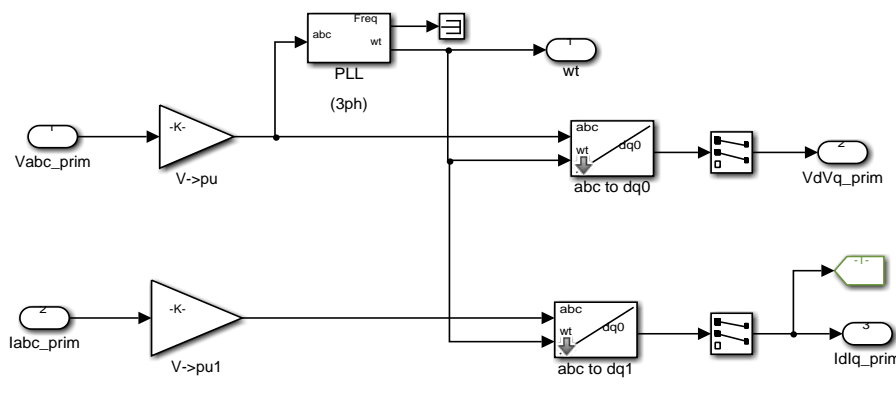 Freq
abc
wt
PLL
(3ph)
1
wt
1
Vabc_prim
-K-
V->pu
abc
wt
dq0
abc to dq0
2
VdVq_prim
2
Iabc_prim
-K-
V->pu1
abc
wt
dq0
abc to dq1
3
IdIq_prim